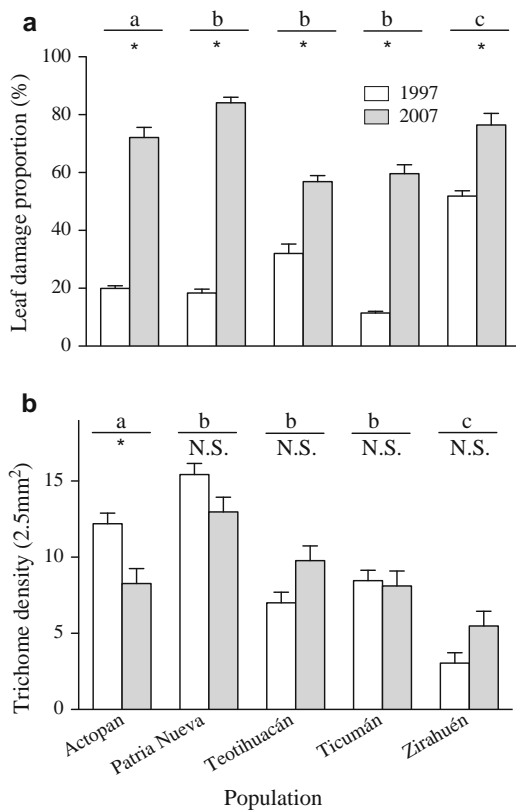 a
a b b b c
* * * * *
Leaf damage proportion (%)
100
80
60
40
20
0
1997
2007
b
a b b b c
* N.S. N.S. N.S. N.S.
Trichome density (2.5mm²)
15
10
5
0
Actopan Patria Nueva Teotihuacán Ticumán Zirahuén
Population